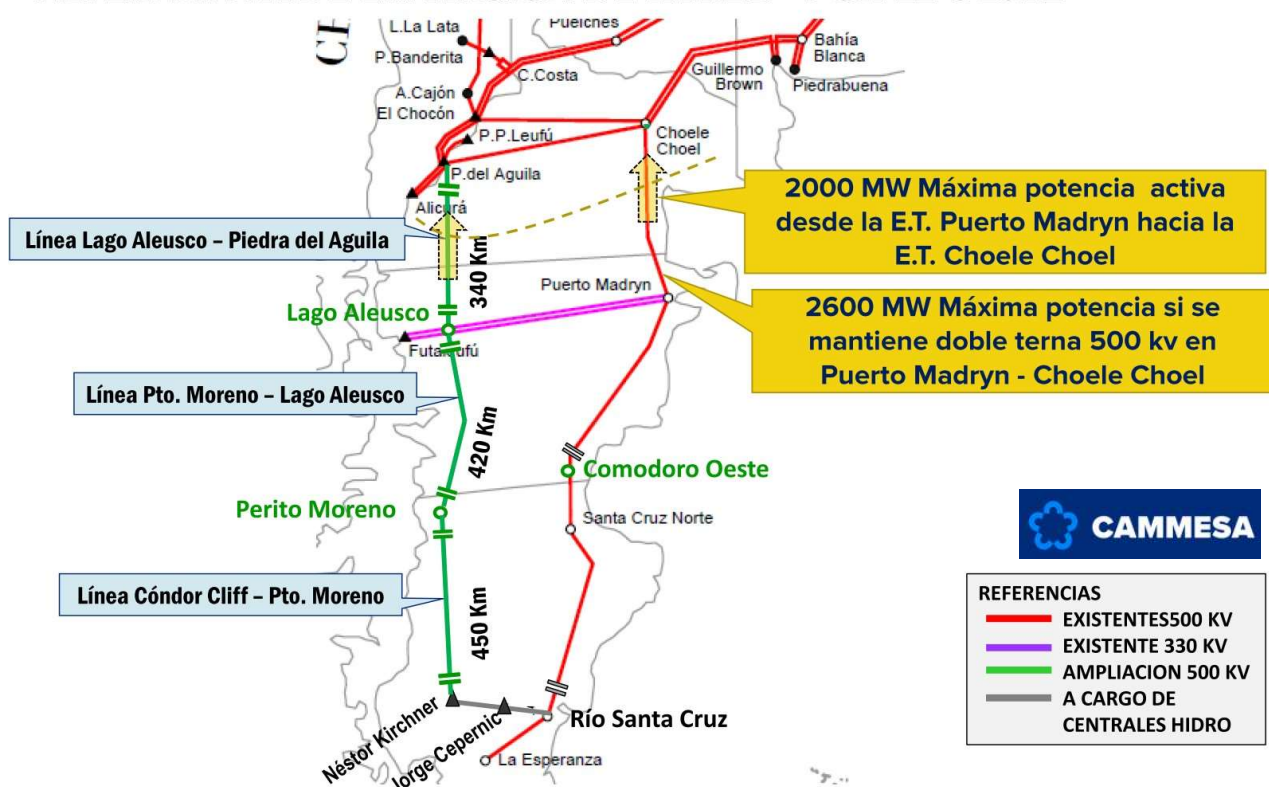 CE
Puelches
L.La Lata
P.Banderita
C.Costa
A.Cajón
El Chocón
P.P.Leufú
P.del Aguila
Alicurá
Bahía
Blanca
Guillermo
Brown
Piedrabuena
Choele
Choel
2000 MW Máxima potencia activa
desde la E.T. Puerto Madryn hacia la
E.T. Choele Choel
Línea Lago Aleusco – Piedra del Aguila
340 Km
Puerto Madryn
2600 MW Máxima potencia si se
mantiene doble terna 500 kv en
Puerto Madryn - Choele Choel
Lago Aleusco
Línea Pto. Moreno – Lago Aleusco
420 Km
Comodoro Oeste
Perito Moreno
Santa Cruz Norte
CAMMESA
Línea Cóndor Cliff – Pto. Moreno
450 Km
REFERENCIAS
EXISTENTES500 KV
EXISTENTE 330 KV
AMPLIACION 500 KV
A CARGO DE
CENTRALES HIDRO
Néstor Kirchner
Jorge Cepernic
Río Santa Cruz
La Esperanza